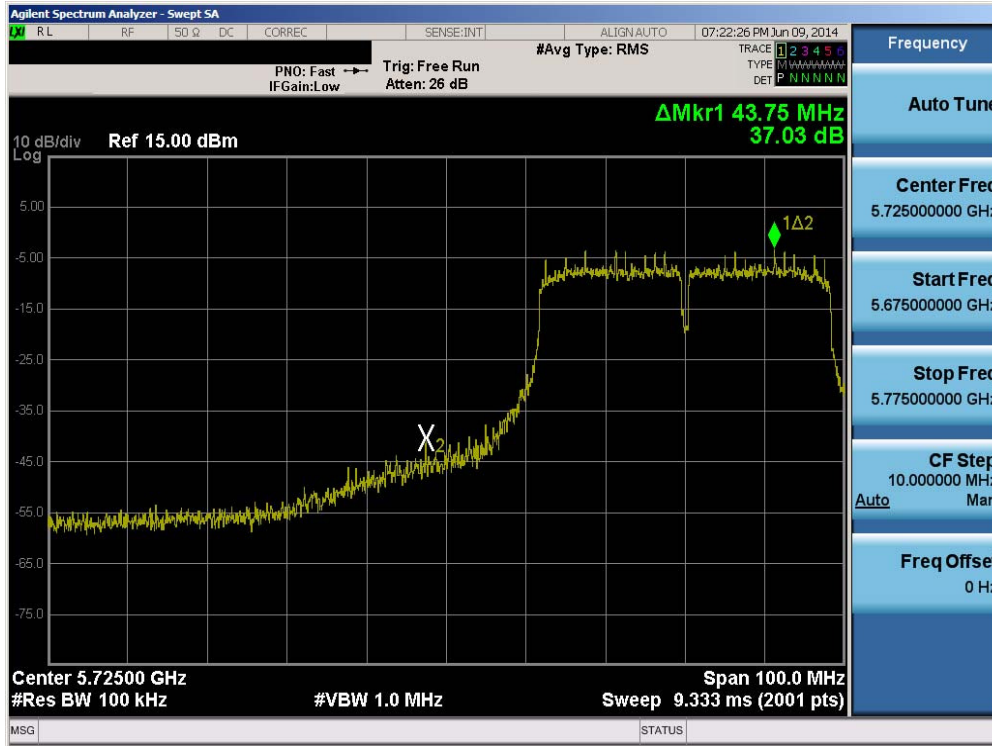 Agilent Spectrum Analyzer - Swept SA
LXI RL RF 50 Ω DC CORREC SENSE:INT ALIGN AUTO 07:22:26 PM Jun 09, 2014
Frequency
#Avg Type: RMS
TRACE 1 2 3 4 5 6
PNO: Fast Trig: Free Run
TYPE M
IFGain:Low Atten: 26 dB
DET P N N N N N
Auto Tune
ΔMkr1 43.75 MHz
37.03 dB
10 dB/div Ref 15.00 dBm
Log
Center Freq
5.725000000 GHz
5.00
1Δ2
-5.00
Start Freq
5.675000000 GHz
-15.0
-25.0
Stop Freq
5.775000000 GHz
-35.0
X2
-45.0
CF Step
10.000000 MHz
Auto Man
-55.0
Freq Offset
0 Hz
-65.0
-75.0
Center 5.72500 GHz Span 100.0 MHz
#Res BW 100 kHz #VBW 1.0 MHz Sweep 9.333 ms (2001 pts)
MSG STATUS